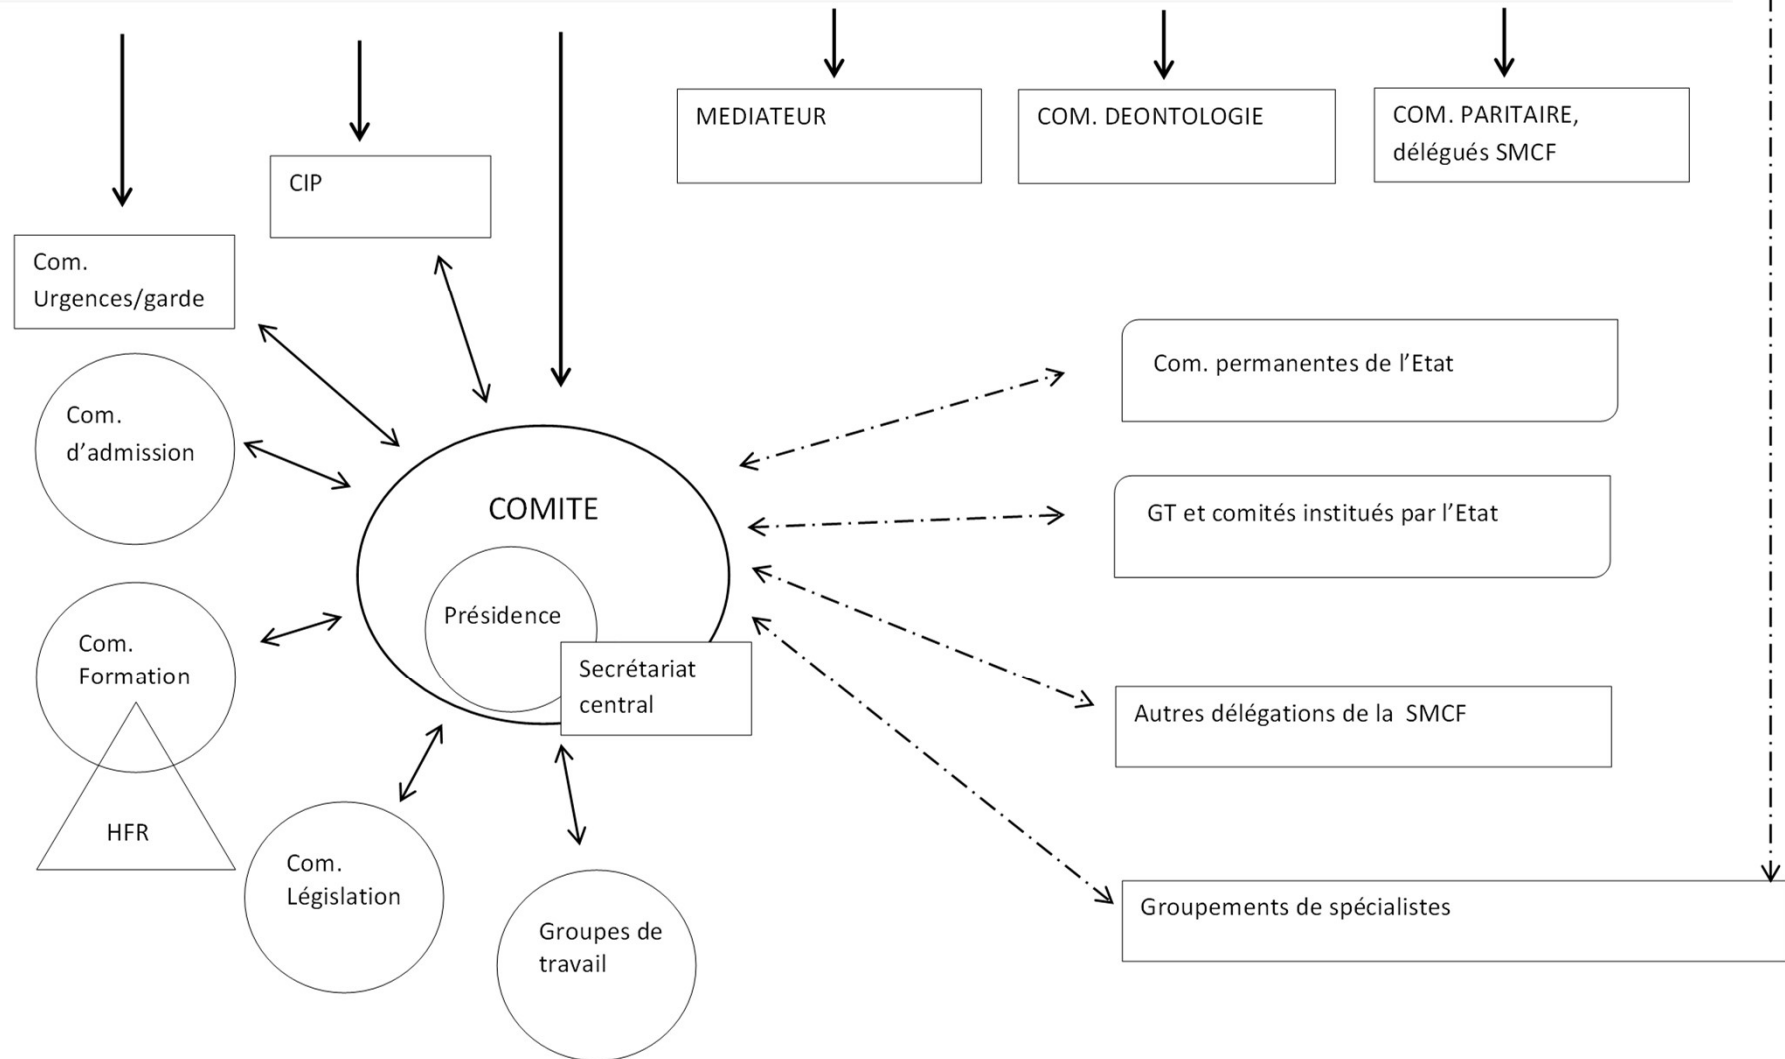 MEDIATEUR
COM. DEONTOLOGIE
COM. PARITAIRE,
délégués SMCF
CIP
Com.
Urgences/garde
Com. permanentes de l’Etat
Com.
d’admission
COMITE
GT et comités institués par l’Etat
Présidence
Com.
Formation
Secrétariat
central
Autres délégations de la SMCF
HFR
Com.
Législation
Groupements de spécialistes
Groupes de
travail